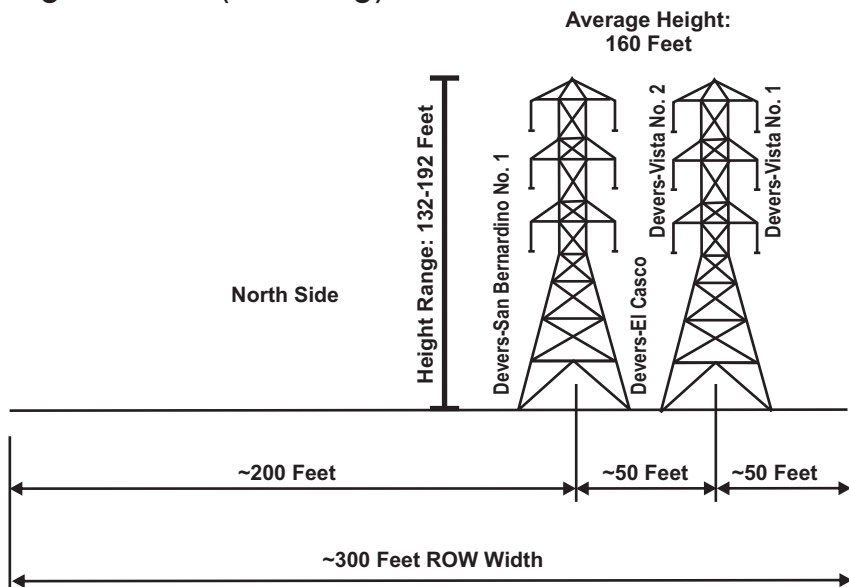 Average Height:
160 Feet
Height Range: 132-192 Feet
Devers-San Bernardino No. 1
Devers-El Casco
Devers-Vista No. 2
Devers-Vista No. 1
North Side
~200 Feet
~50 Feet
~50 Feet
~300 Feet ROW Width